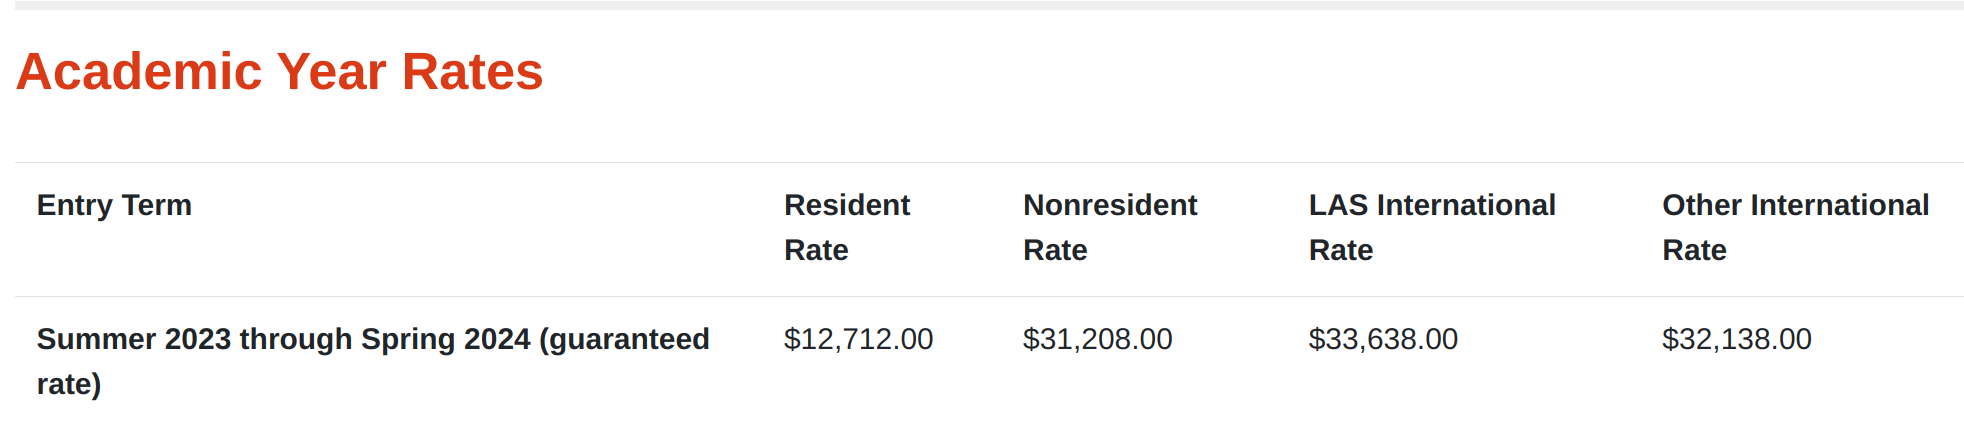 Academic Year Rates
Entry Term
Resident
Rate
Nonresident
Rate
LAS International
Rate
Other International
Rate
Summer 2023 through Spring 2024 (guaranteed
rate)
$12,712.00
$31,208.00
$33,638.00
$32,138.00